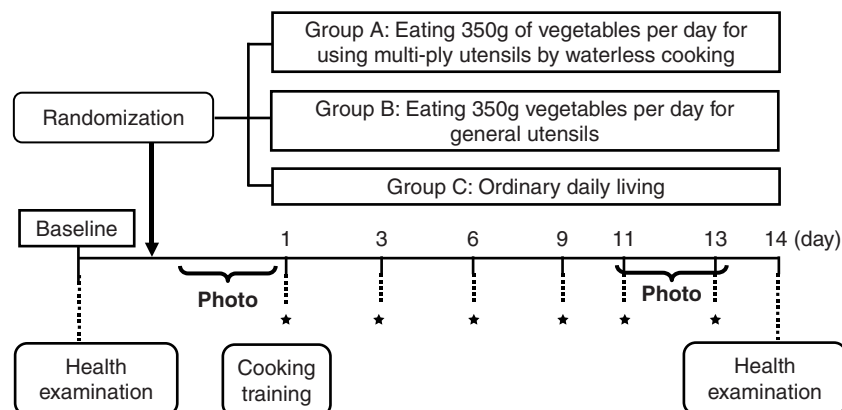 Group A: Eating 350g of vegetables per day for
using multi-ply utensils by waterless cooking
Randomization
Group B: Eating 350g vegetables per day for
general utensils
Group C: Ordinary daily living
Baseline
1 3 6 9 11 13 14 (day)
Photo Photo
Health
examination
Cooking
training
Health
examination